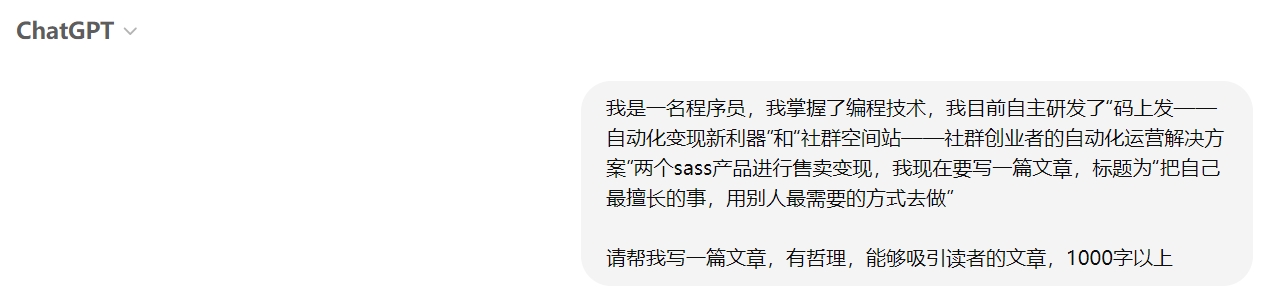 ChatGPT
我是一名程序员，我掌握了编程技术，我目前自主研发了“码上发——
自动化变现新利器”和“社群空间站——社群创业者的自动化运营解决方
案”两个sass产品进行售卖变现，我现在要写一篇文章，标题为“把自己
最擅长的事，用别人最需要的方式去做”
请帮我写一篇文章，有哲理，能够吸引读者的文章，1000字以上